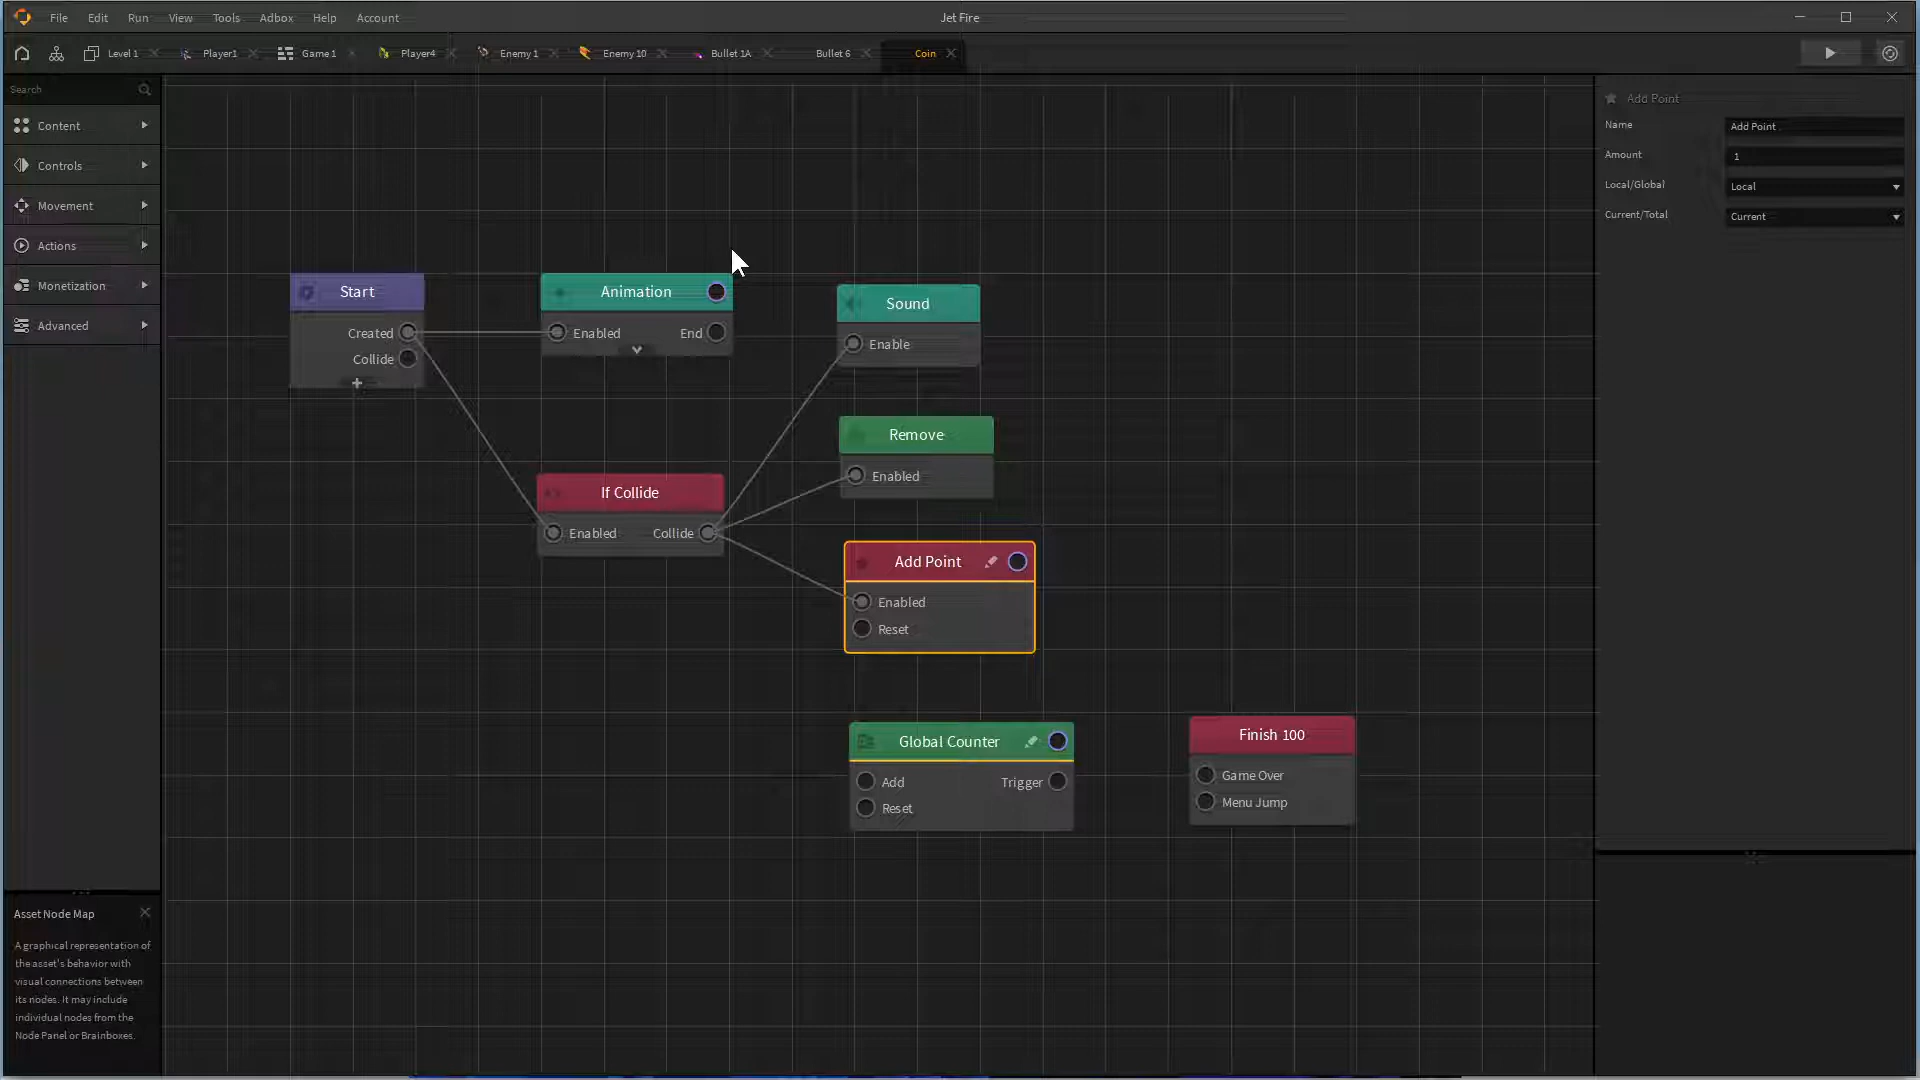 File Edit Run View Tools Adbox Help Account
Jet Fire
Level 1 Player1 Game 1 Player4 Enemy 1 Enemy 10 Bullet 1A Bullet 6 Coin
Search
Content
Controls
Movement
Actions
Monetization
Advanced
Start
Created
Collide
Animation
Enabled End
Sound
Enable
Remove
Enabled
If Collide
Enabled Collide
Add Point
Enabled
Reset
Global Counter
Add Trigger
Reset
Finish 100
Game Over
Menu Jump
Add Point
Name Add Point
Amount 1
Local/Global Local
Current/Total Current
Asset Node Map
A graphical representation of
the asset's behavior with
visual connections between
its nodes. It may include
individual nodes from the
Node Panel or Brainboxes.